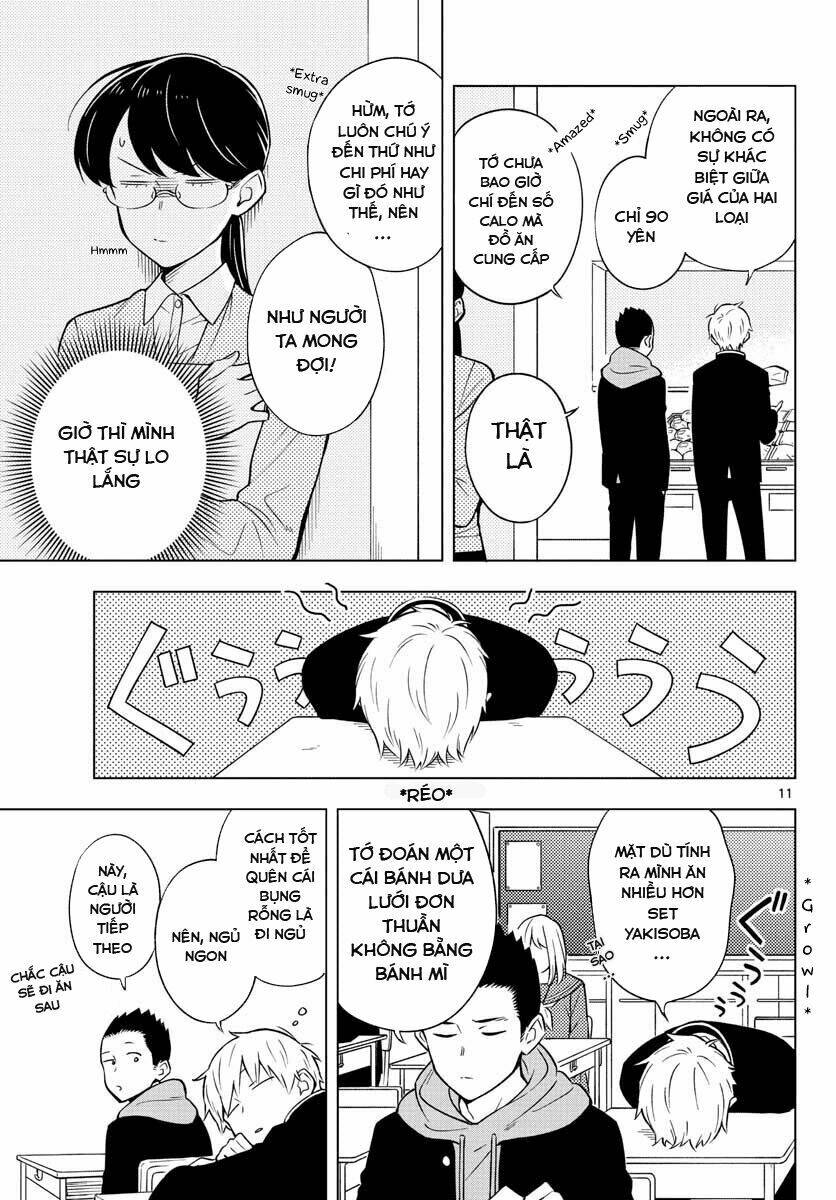 NGOÀI RA,
KHÔNG CÓ
SỰ KHÁC
BIỆT GIỮA
GIÁ CỦA HAI
LOẠI
*Smug*
CHỈ 90
YÊN
*Amazed*
TỚ CHƯA
BAO GIỜ
CHÍ ĐẾN SỐ
CALO MÀ
ĐỒ ĂN
CUNG CẤP
THẬT
LÀ
*Extra
smug*
HỪM, TỚ
LUÔN CHÚ Ý
ĐẾN THỨ NHƯ
CHI PHÍ HAY
GÌ ĐÓ NHƯ
THẾ, NÊN
...
NHƯ NGƯỜI
TA MONG
ĐỢI!
Hmmm
GIỜ THÌ MÌNH
THẬT SỰ LO
LẮNG
ぐぅぅ
ぅぅぅ
*RÉO*
11
MẶT DÙ TÍNH
RA MÌNH ĂN
NHIỀU HƠN
SET
YAKISOBA
...
*Growl*
ぐぅぅぅ
TẠI
SAO
...
TỚ ĐOÁN MỘT
CÁI BÁNH DƯA
LƯỚI ĐƠN
THUẦN
KHÔNG BẰNG
BÁNH MÌ
CÁCH TỐT
NHẤT ĐỂ
QUÊN CÁI
BỤNG
RỖNG LÀ
ĐI NGỦ
NÊN, NGỦ
NGON
NÀY,
CẬU LÀ
NGƯỜI
TIẾP
THEO
CHẮC CẬU
SẼ ĐI ĂN
SAU